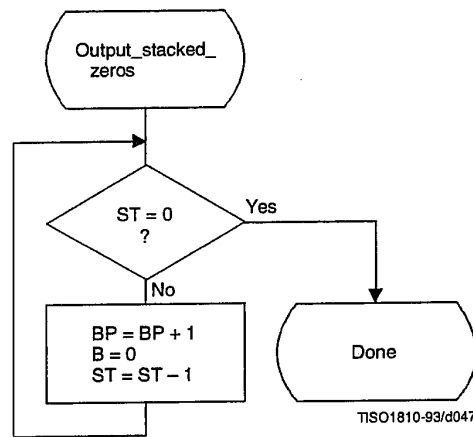 Output_stacked_
zeros
ST = 0
?
Yes
No
BP = BP + 1
B = 0
ST = ST – 1
Done
TISO1810-93/d047